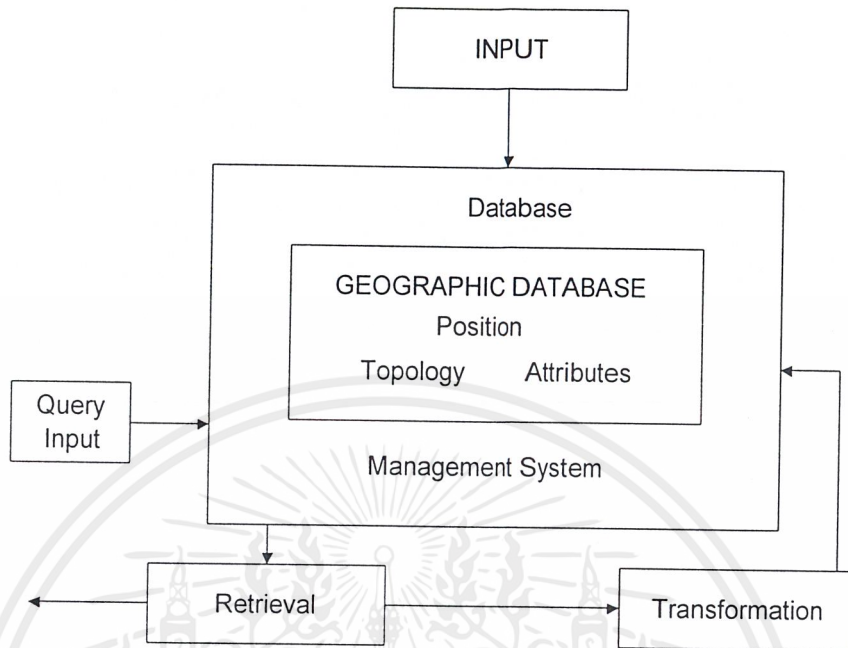 INPUT
Database
GEOGRAPHIC DATABASE
Position
Topology Attributes
Query
Input
Management System
Retrieval
Transformation